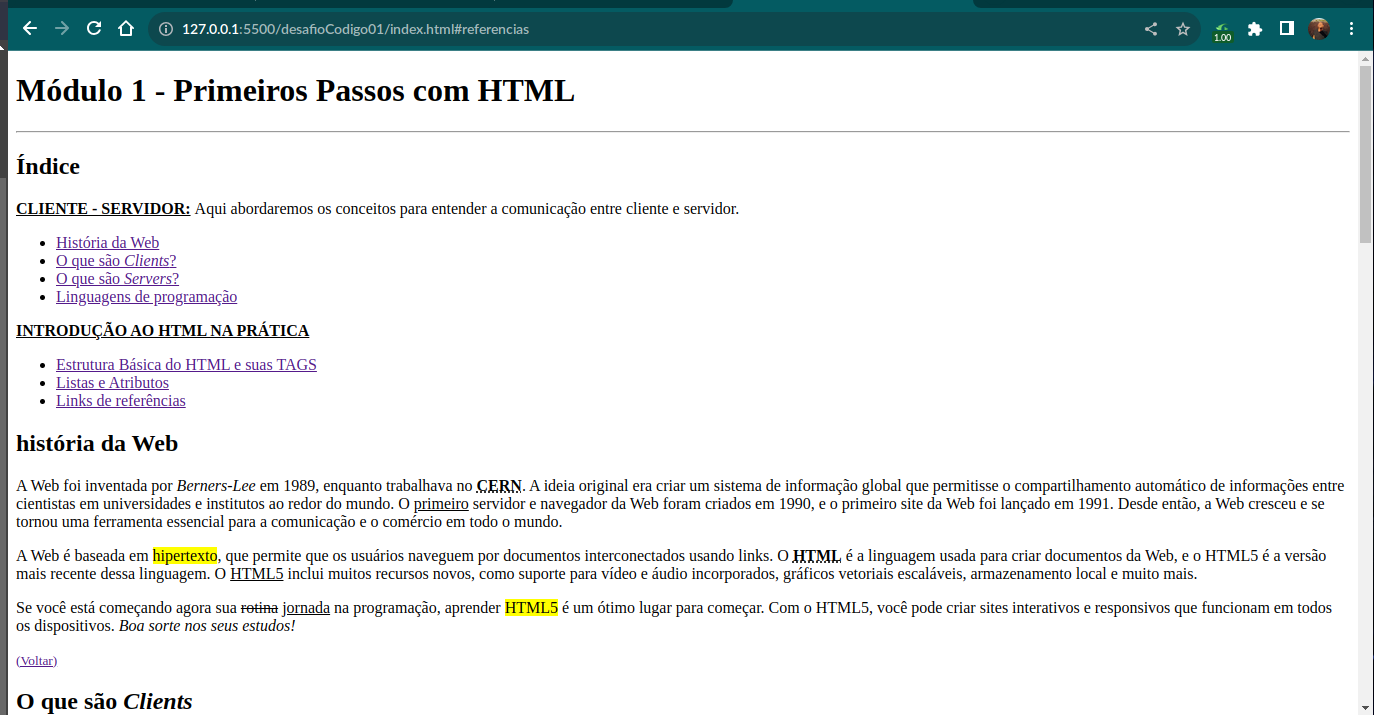 127.0.0.1:5500/desafioCodigo01/index.html#referencias
1.00
Módulo 1 - Primeiros Passos com HTML
Índice
CLIENTE - SERVIDOR: Aqui abordaremos os conceitos para entender a comunicação entre cliente e servidor.
História da Web
O que são Clients?
O que são Servers?
Linguagens de programação
INTRODUÇÃO AO HTML NA PRÁTICA
Estrutura Básica do HTML e suas TAGS
Listas e Atributos
Links de referências
história da Web
A Web foi inventada por Berners-Lee em 1989, enquanto trabalhava no CERN. A ideia original era criar um sistema de informação global que permitisse o compartilhamento automático de informações entre
cientistas em universidades e institutos ao redor do mundo. O primeiro servidor e navegador da Web foram criados em 1990, e o primeiro site da Web foi lançado em 1991. Desde então, a Web cresceu e se
tornou uma ferramenta essencial para a comunicação e o comércio em todo o mundo.
A Web é baseada em hipertexto, que permite que os usuários naveguem por documentos interconectados usando links. O HTML é a linguagem usada para criar documentos da Web, e o HTML5 é a versão
mais recente dessa linguagem. O HTML5 inclui muitos recursos novos, como suporte para vídeo e áudio incorporados, gráficos vetoriais escaláveis, armazenamento local e muito mais.
Se você está começando agora sua rotina jornada na programação, aprender HTML5 é um ótimo lugar para começar. Com o HTML5, você pode criar sites interativos e responsivos que funcionam em todos
os dispositivos. Boa sorte nos seus estudos!
(Voltar)
O que são Clients